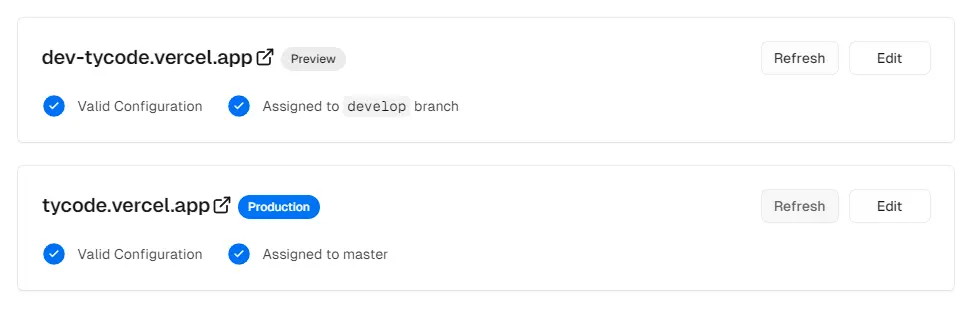 dev-tycode.vercel.app Preview Refresh Edit
Valid Configuration Assigned to develop branch
tycode.vercel.app Production Refresh Edit
Valid Configuration Assigned to master